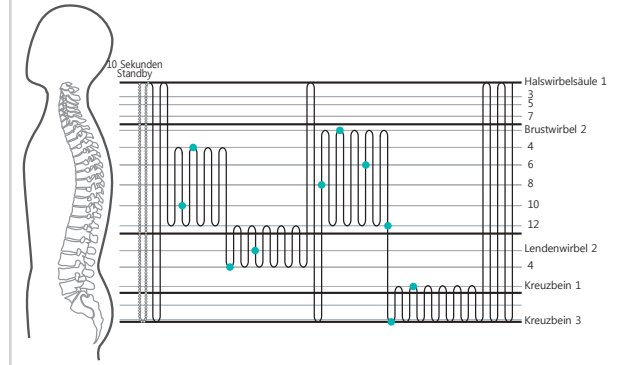 10 Sekunden
Standby
Halswirbelsäule 1
3
5
7
Brustwirbel 2
4
6
8
10
12
Lendenwirbel 2
4
Kreuzbein 1
Kreuzbein 3